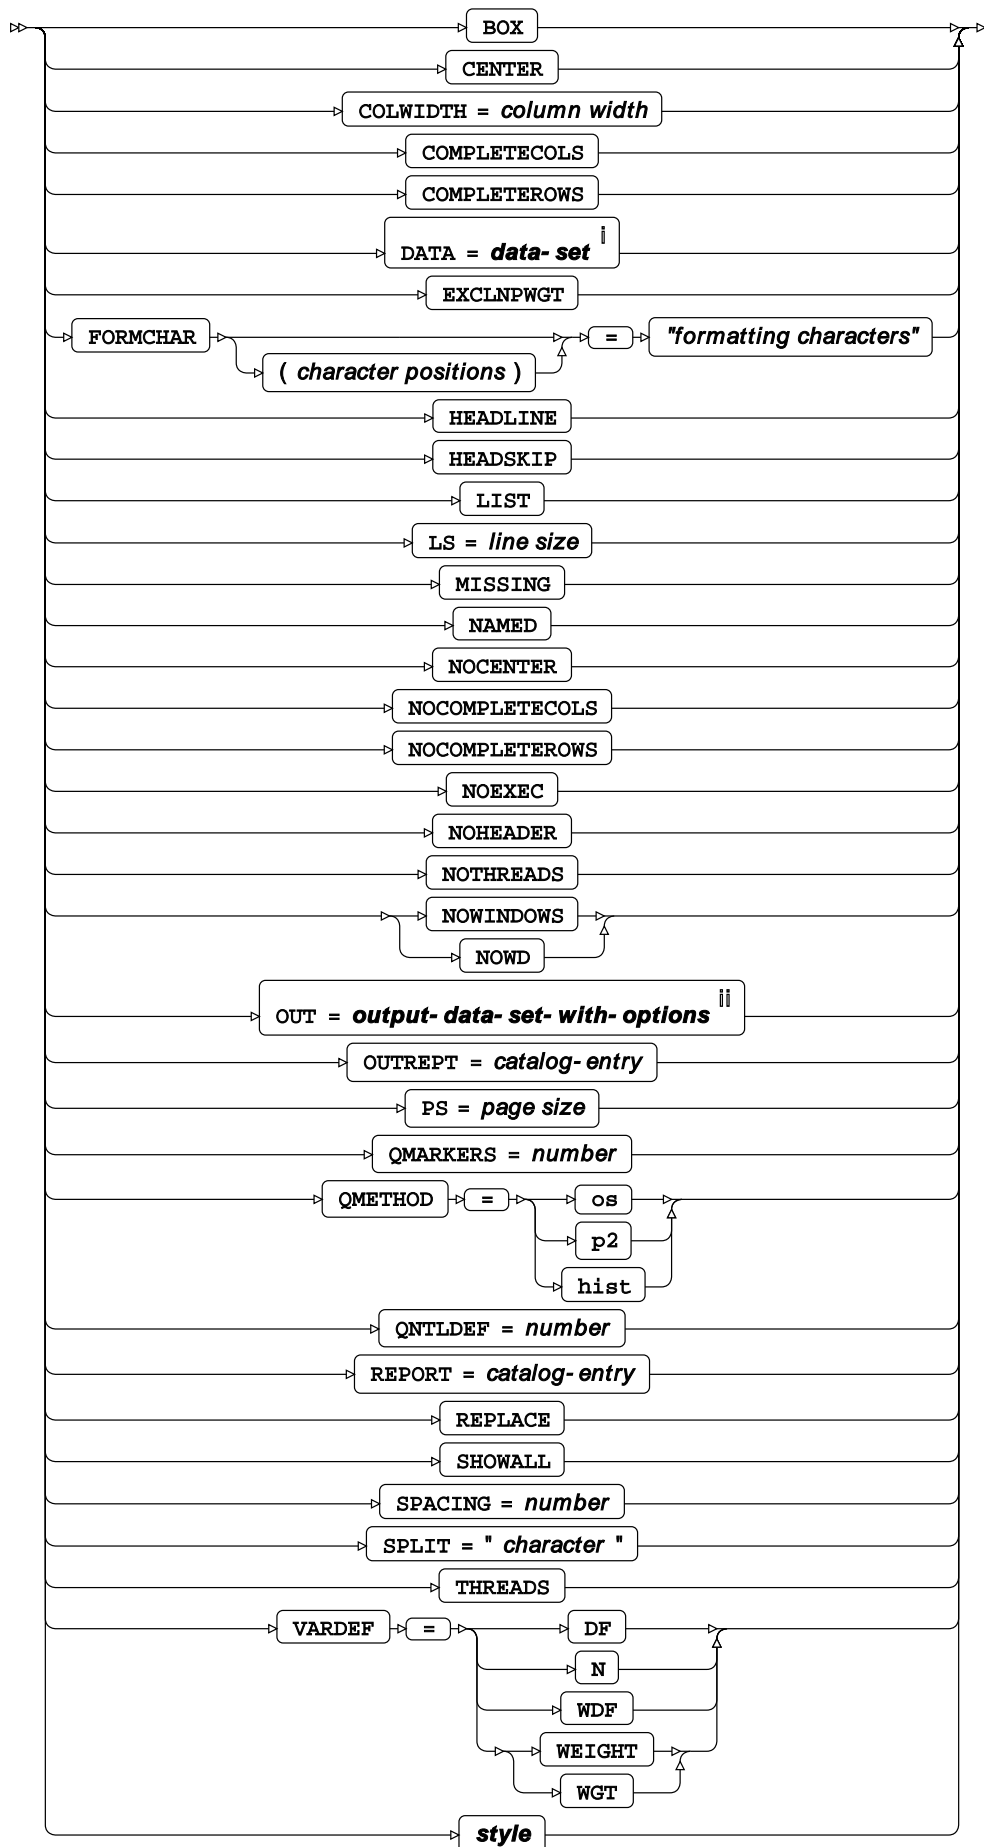 BOX
CENTER
COLWIDTH = column width
COMPLETECOLS
COMPLETEROWS
DATA = data- set i
EXCLNPWGT
FORMCHAR = "formatting characters"
( character positions )
HEADLINE
HEADSKIP
LIST
LS = line size
MISSING
NAMED
NOCENTER
NOCOMPLETECOLS
NOCOMPLETEROWS
NOEXEC
NOHEADER
NOTHREADS
NOWINDOWS
NOWD
OUT = output- data- set- with- options ii
OUTREPT = catalog- entry
PS = page size
QMARKERS = number
QMETHOD = os
p2
hist
QNTLDEF = number
REPORT = catalog- entry
REPLACE
SHOWALL
SPACING = number
SPLIT = " character "
THREADS
VARDEF = DF
N
WDF
WEIGHT
WGT
style